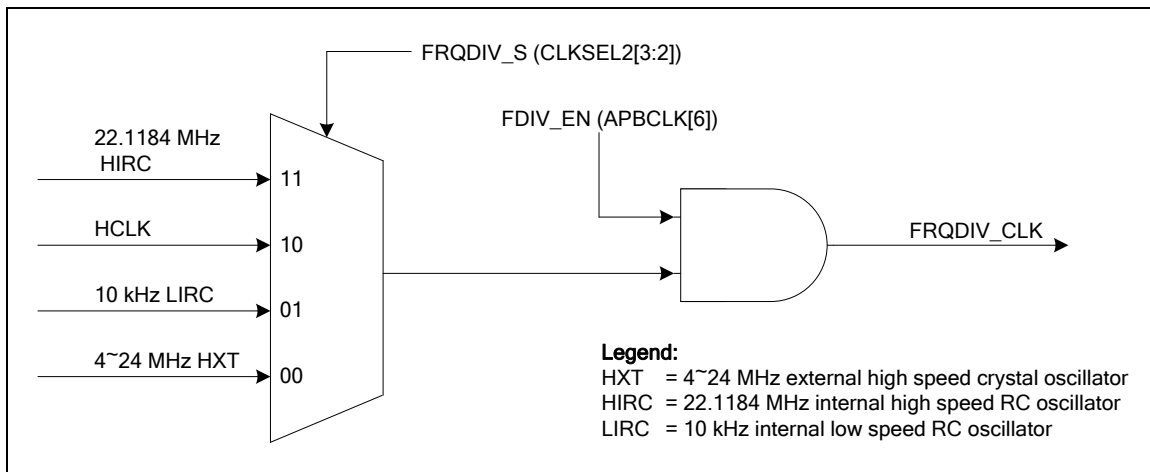 FRQDIV_S (CLKSEL2[3:2])
FDIV_EN (APBCLK[6])
22.1184 MHz
HIRC
11
HCLK
10
10 kHz LIRC
01
4~24 MHz HXT
00
FRQDIV_CLK
Legend:
HXT = 4~24 MHz external high speed crystal oscillator
HIRC = 22.1184 MHz internal high speed RC oscillator
LIRC = 10 kHz internal low speed RC oscillator